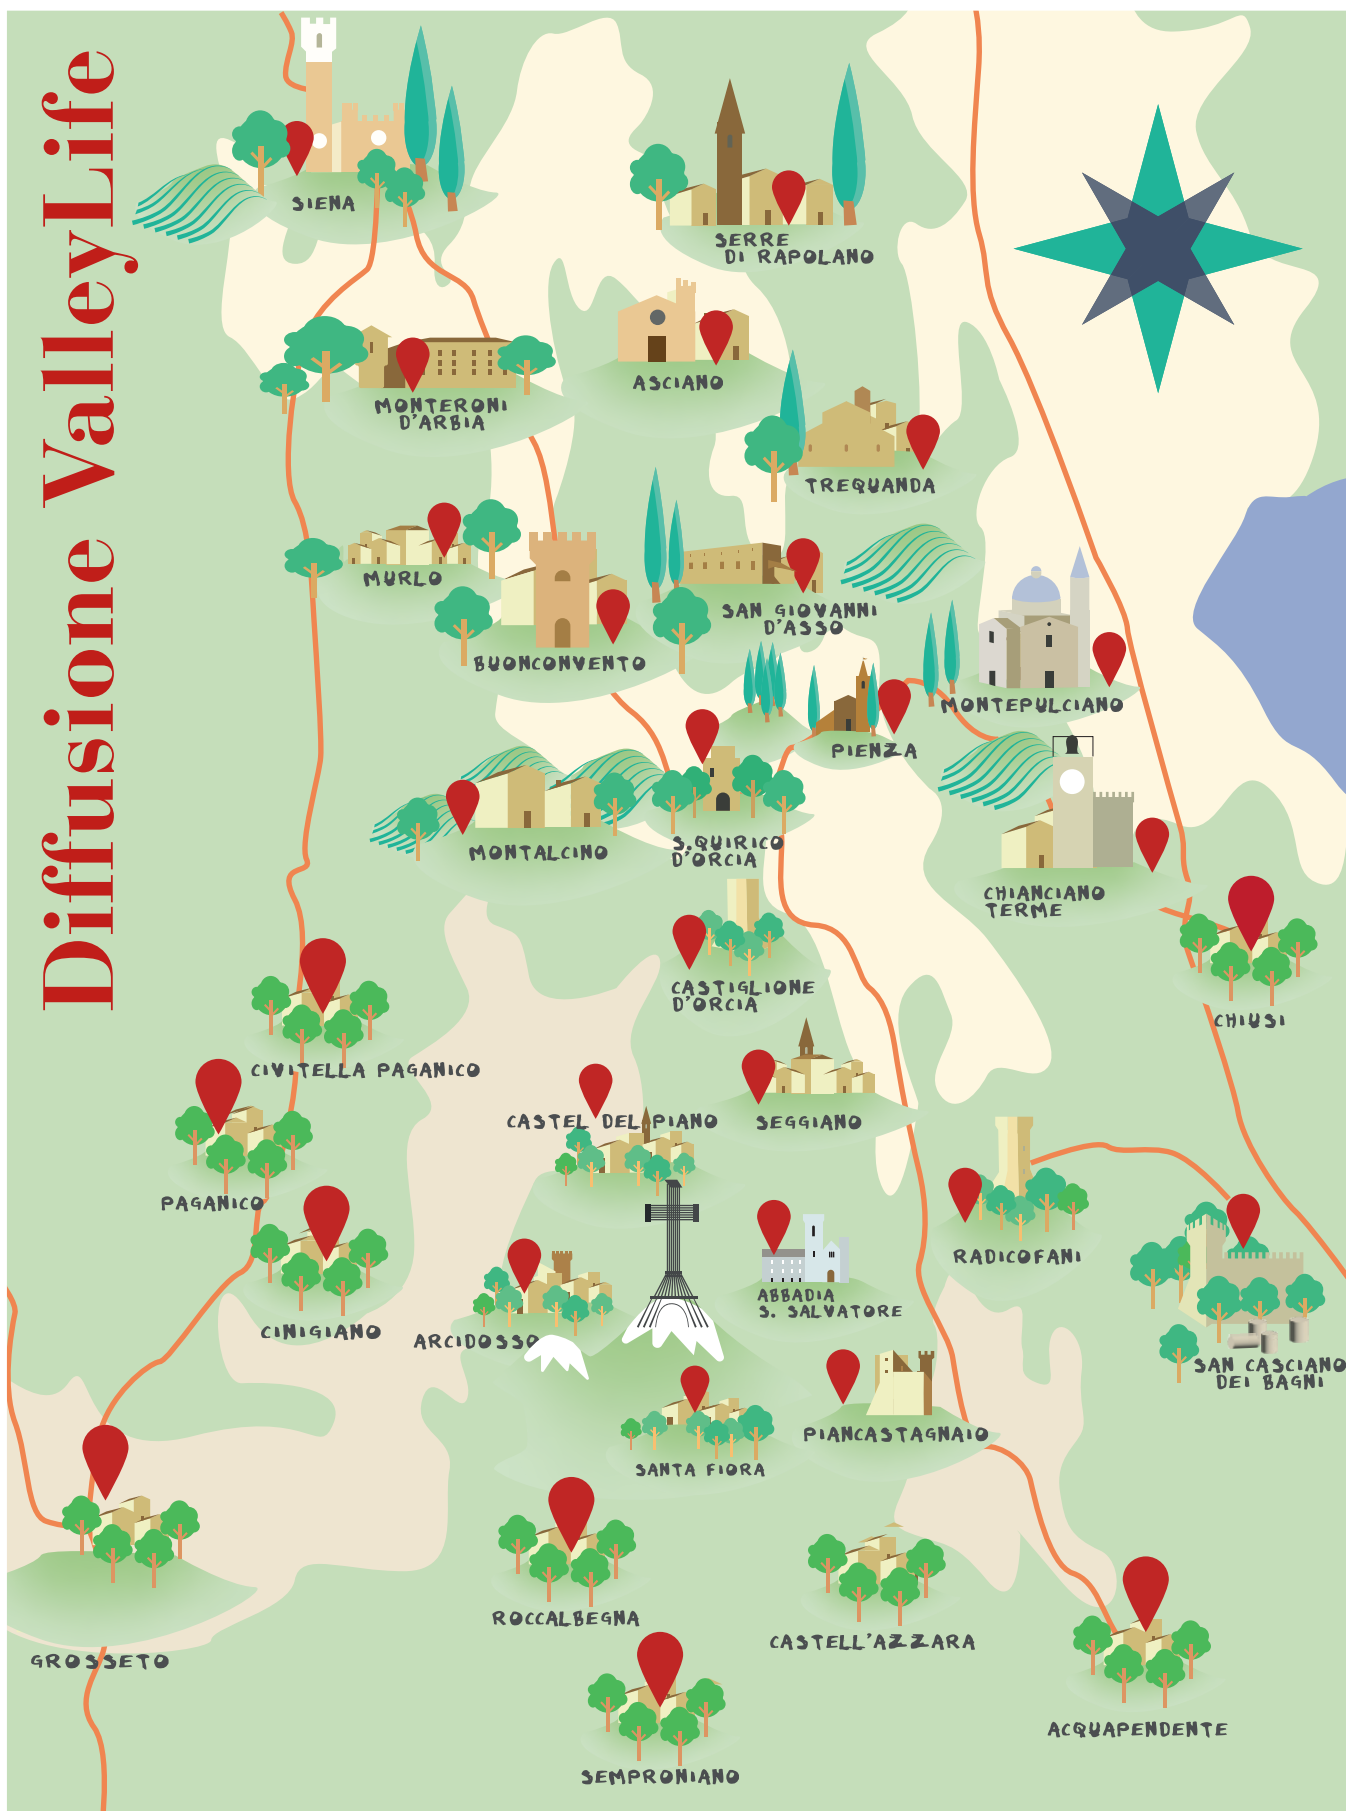 Diffusione ValleyLife
SIENA
SERRE
DI RAPOLANO
ASCIANO
MONTERONI
D'ARBIA
TREQUANDA
MURLO
SAN GIOVANNI
D'ASSO
BUONCONVENTO
MONTEPULCIANO
PIENZA
S.QUIRICO
D'ORCIA
MONTALCINO
CHIANCIANO
TERME
CASTIGLIONE
D'ORCIA
CHIUSI
CIVITELLA PAGANICO
CASTEL DEL PIANO
SEGGIANO
PAGANICO
RADICOFANI
ABBADIA
S. SALVATORE
CINIGIANO
ARCIDOSSO
SAN CASCIANO
DEI BAGNI
PIANCASTAGNAIO
SANTA FIORA
ROCCALBEGNA
CASTELL'AZZARA
GROSSETO
ACQUAPENDENTE
SEMPRONIANO